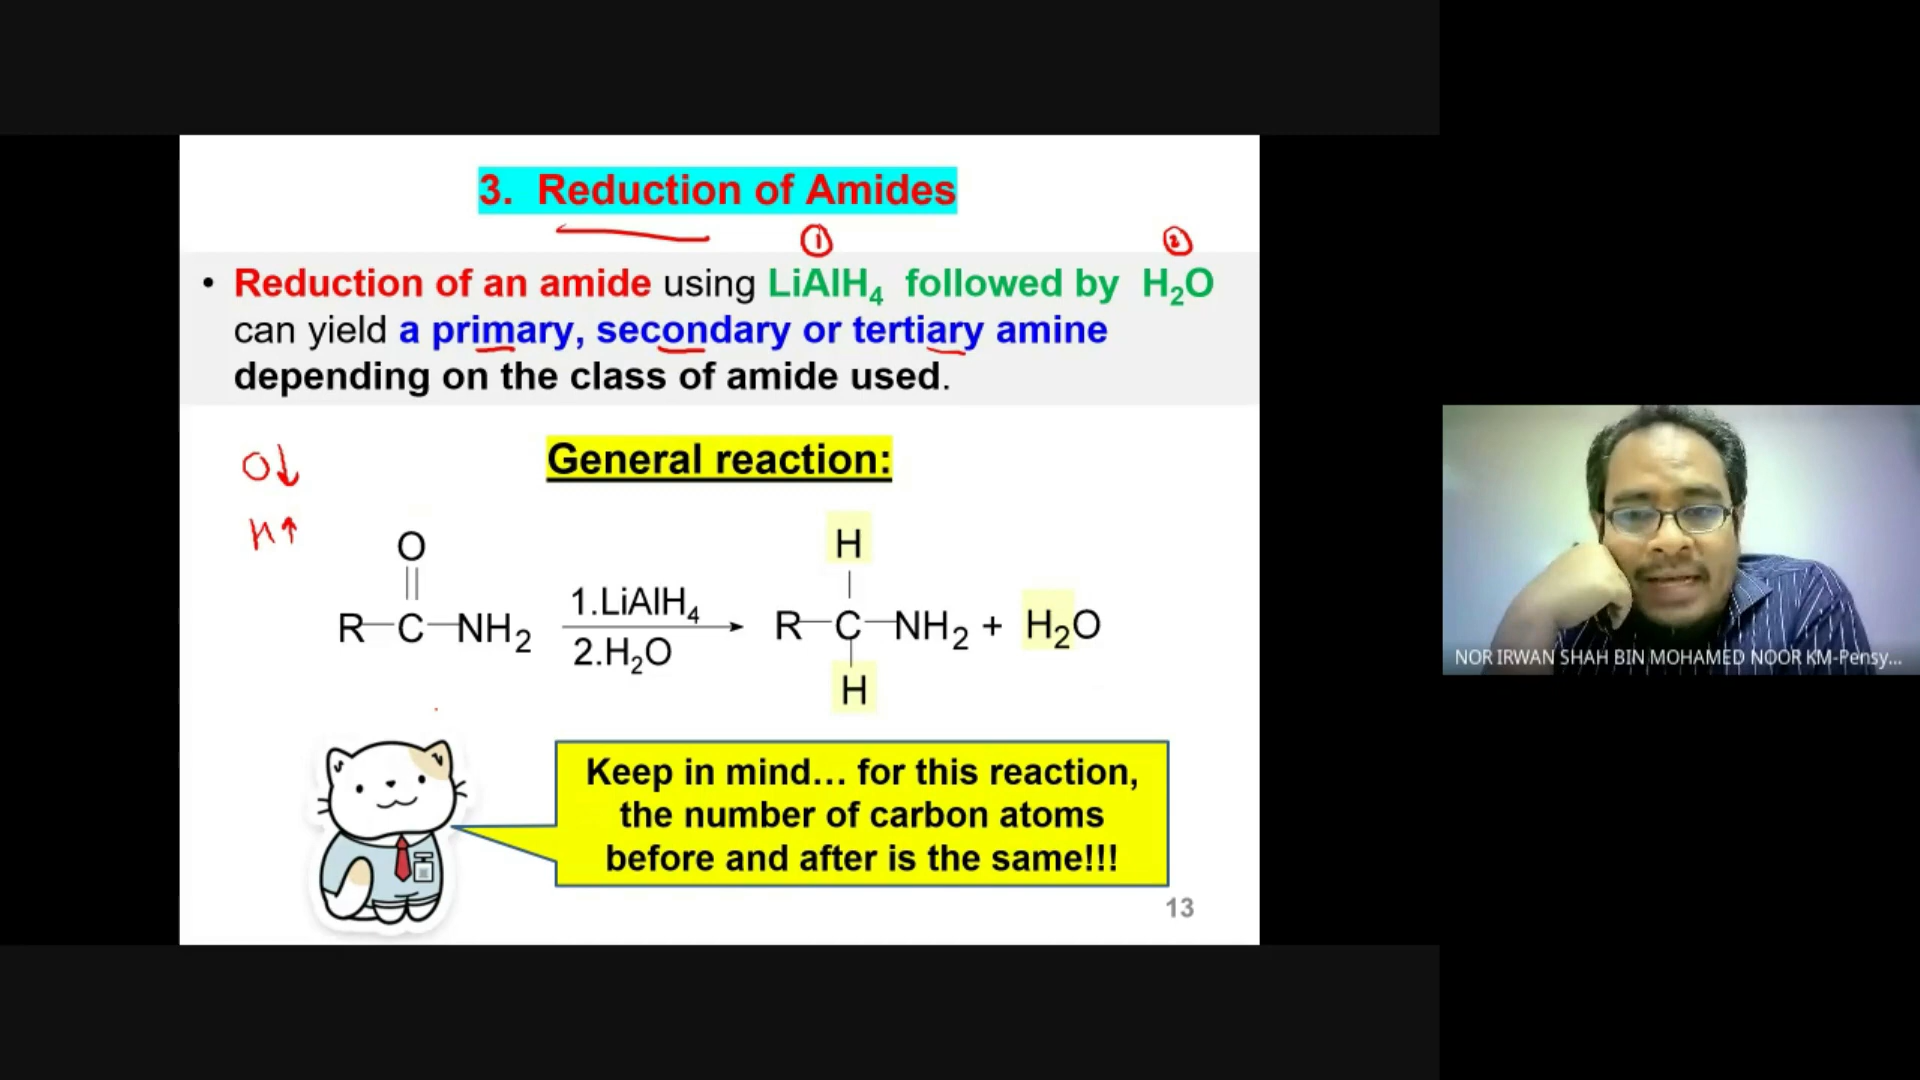 3. Reduction of Amides
1
2
• Reduction of an amide using LiAlH4 followed by H2O
can yield a primary, secondary or tertiary amine
depending on the class of amide used.
O↓
H↑
General reaction:
O
R C NH2
1.LiAlH4
2.H2O
H
R C NH2 + H2O
H
Keep in mind... for this reaction,
the number of carbon atoms
before and after is the same!!!
13
NOR IRWAN SHAH BIN MOHAMED NOOR KM-Pensy...